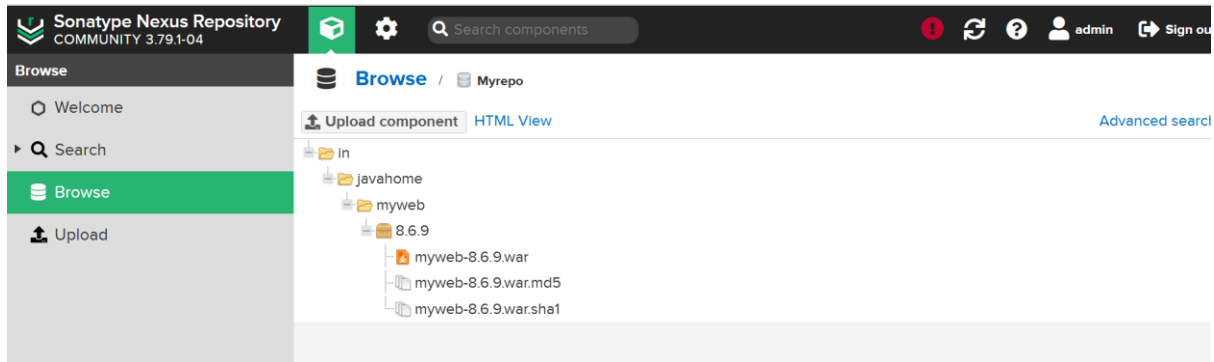 Sonatype Nexus Repository
COMMUNITY 3.79.1-04
Search components
admin
Sign ou
Browse
Welcome
Search
Browse
Upload
Browse / Myrepo
Upload component HTML View
Advanced search
in
javahome
myweb
8.6.9
myweb-8.6.9.war
myweb-8.6.9.war.md5
myweb-8.6.9.war.sha1